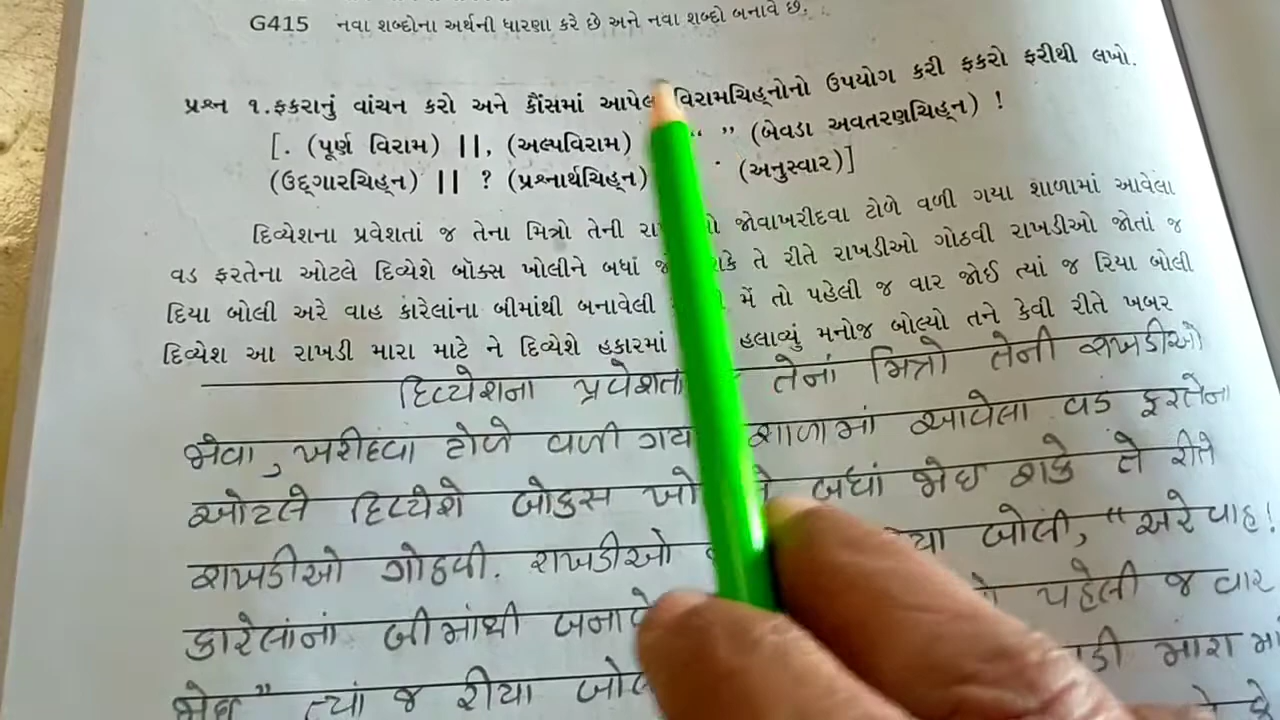 G415 નવા શબ્દોના અર્થની ધારણા કરે છે અને નવા શબ્દો બનાવે છે.
પ્રશ્ન ૧. ફકરાનું વાંચન કરો અને કૌંસમાં આપેલ વિરામચિહ્નોનો ઉપયોગ કરી ફકરો ફરીથી લખો.
[. (પૂર્ણ વિરામ) ||, (અલ્પવિરામ) “ ” (બેવડા અવતરણચિહ્ન) !
(ઉદ્ગારચિહ્ન) || ? (પ્રશ્નાર્થચિહ્ન) (અનુસ્વાર)]
દિવ્યેશના પ્રવેશતાં જ તેના મિત્રો તેની જોવાખરીદવા ટોળે વળી ગયા શાળામાં આવેલા
વડ ફરતેના ઓટલે દિવ્યેશે બૉક્સ ખોલીને બધાં તે રીતે રાખડીઓ ગોઠવી રાખડીઓ જોતાં જ
દિયા બોલી અરે વાહ કારેલાંના બીમાંથી બનાવેલી મેં તો પહેલી જ વાર જોઈ ત્યાં જ રિયા બોલી
દિવ્યેશ આ રાખડી મારા માટે ને દિવ્યેશે હકારમાં હલાવ્યું મનોજ બોલ્યો તને કેવી રીતે ખબર
દિવ્યેશના પ્રવેશતા તેનાં મિત્રો તેની રાખડીઓ
જોવા, ખરીદવા ટોળે વળી ગયા શાળામાં આવેલા વડ ફરતેના
ઓટલે દિવ્યેશે બોક્સ બધાં જોઈ શકે તે રીતે
રાખડીઓ ગોઠવી. રાખડીઓ બોલી, “અરે વાહ!
કારેલાંનાં બીમાંથી પહેલી જ વાર
જોઈ” ત્યાં જ રીયા મારા